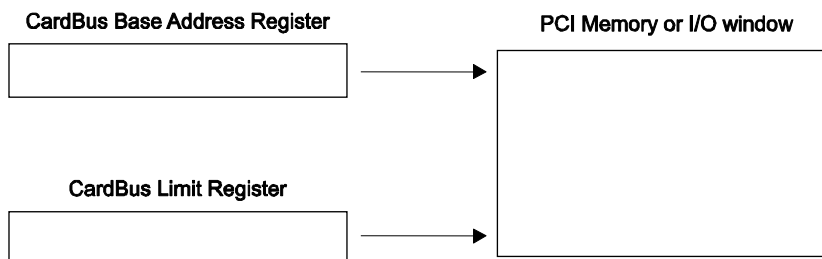 CardBus Base Address Register
PCI Memory or I/O window
CardBus Limit Register